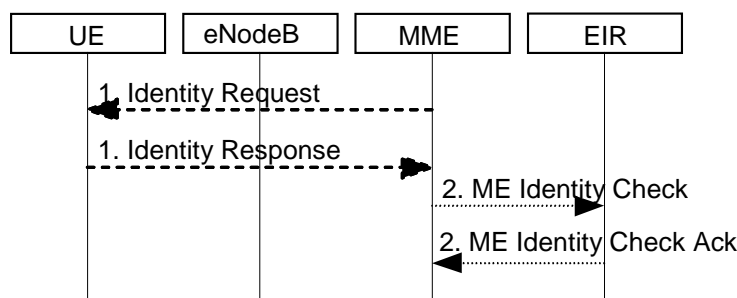 UE eNodeB MME EIR
1. Identity Request
1. Identity Response
2. ME Identity Check
2. ME Identity Check Ack